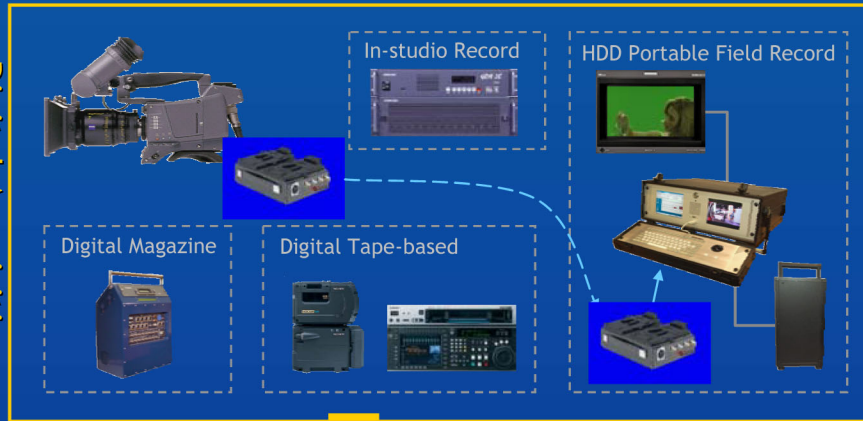 In-studio Record
HDD Portable Field Record
Digital Magazine
Digital Tape-based